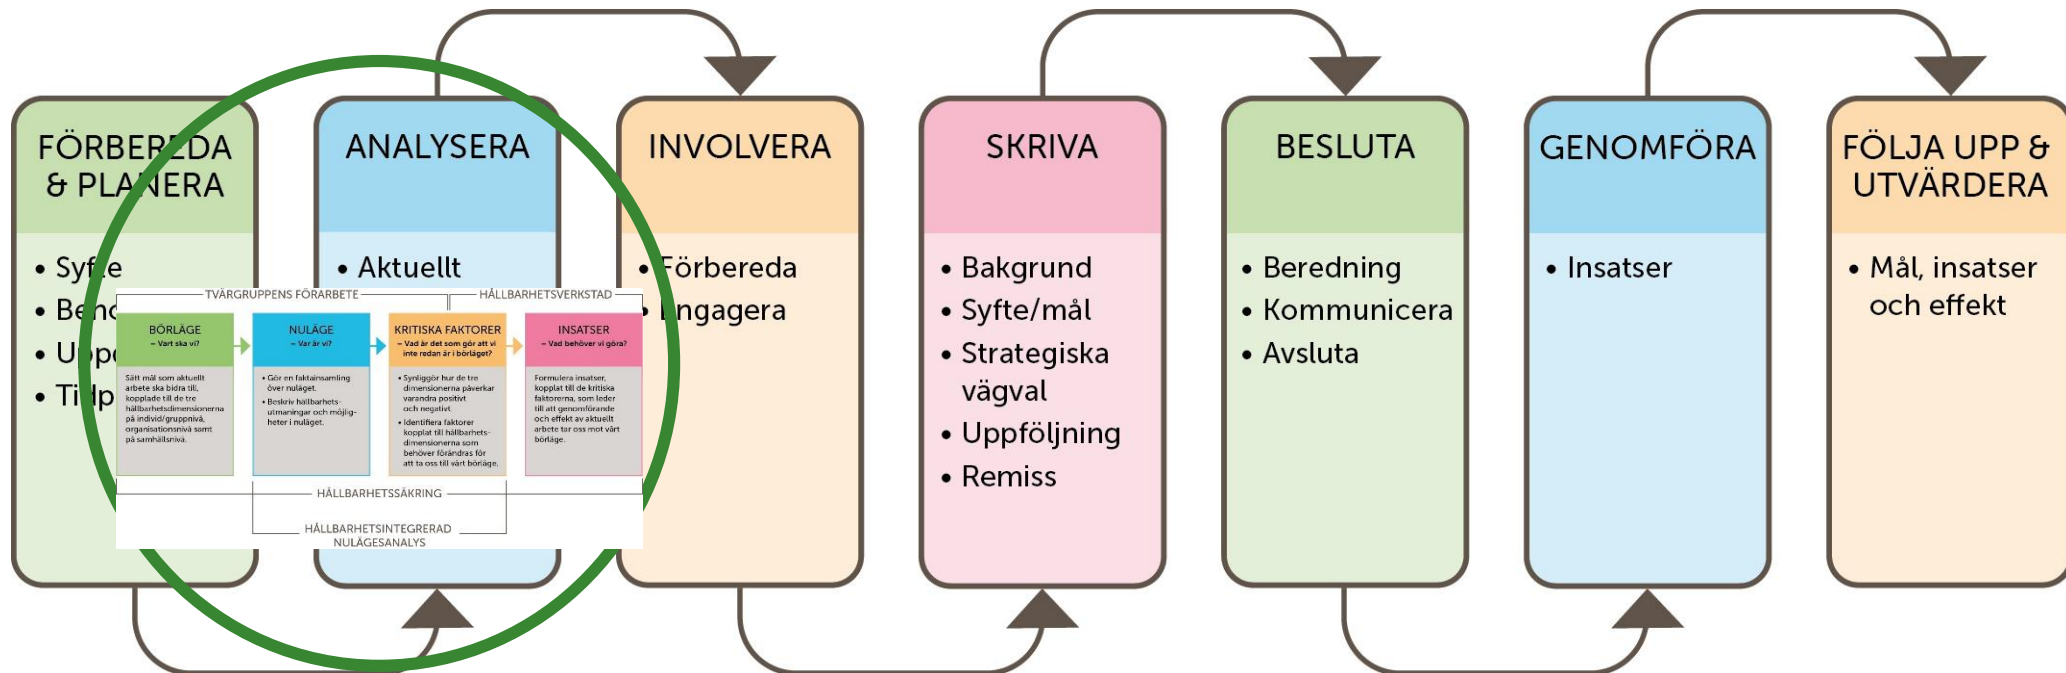 FÖRBEREDA
& PLANERA
• Syfte
ANALYSERA
• Aktuellt
INVOLVERA
• Förbereda
• Engagera
SKRIVA
• Bakgrund
• Syfte/mål
• Strategiska
vägval
• Uppföljning
• Remiss
BESLUTA
• Beredning
• Kommunicera
• Avsluta
GENOMFÖRA
• Insatser
FÖLJA UPP &
UTVÄRDERA
• Mål, insatser
och effekt
TVÄRGRUPPENS FÖRARBETE
HÅLLBARHETSVERKSTAD
BÖRLÄGE
– Vart ska vi?
Sätt mål som aktuellt
arbete ska bidra till,
kopplade till de tre
hållbarhetsdimensionerna
på individ/gruppnivå,
organisationsnivå samt
på samhällsnivå.
NULÄGE
– Var är vi?
• Gör en faktainsamling
över nuläget.
• Beskriv hållbarhets-
utmaningar och möjlig-
heter i nuläget.
KRITISKA FAKTORER
– Vad är det som gör att vi
inte redan är i börläget?
• Synliggör hur de tre
dimensionerna påverkar
varandra positivt
och negativt
• Identifiera faktorer
kopplat till hållbarhets-
dimensionerna som
behöver förändras för
att ta oss till vårt börläge.
INSATSER
– Vad behöver vi göra?
Formulera insatser,
kopplat till de kritiska
faktorerna, som leder
till att genomförande
och effekt av aktuellt
arbete tar oss mot vårt
börläge.
HÅLLBARHETSSÄKRING
HÅLLBARHETSINTEGRERAD
NULÄGESANALYS